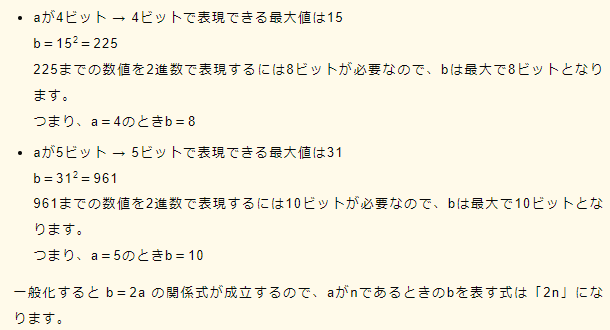 • aが4ビット → 4ビットで表現できる最大値は15
b＝15²＝225
225までの数値を2進数で表現するには8ビットが必要なので、bは最大で8ビットとなり
ます。
つまり、a＝4のときb＝8
• aが5ビット → 5ビットで表現できる最大値は31
b＝31²＝961
961までの数値を2進数で表現するには10ビットが必要なので、bは最大で10ビットとな
ります。
つまり、a＝5のときb＝10
一般化すると b＝2a の関係式が成立するので、aがnであるときのbを表す式は「2n」にな
ります。